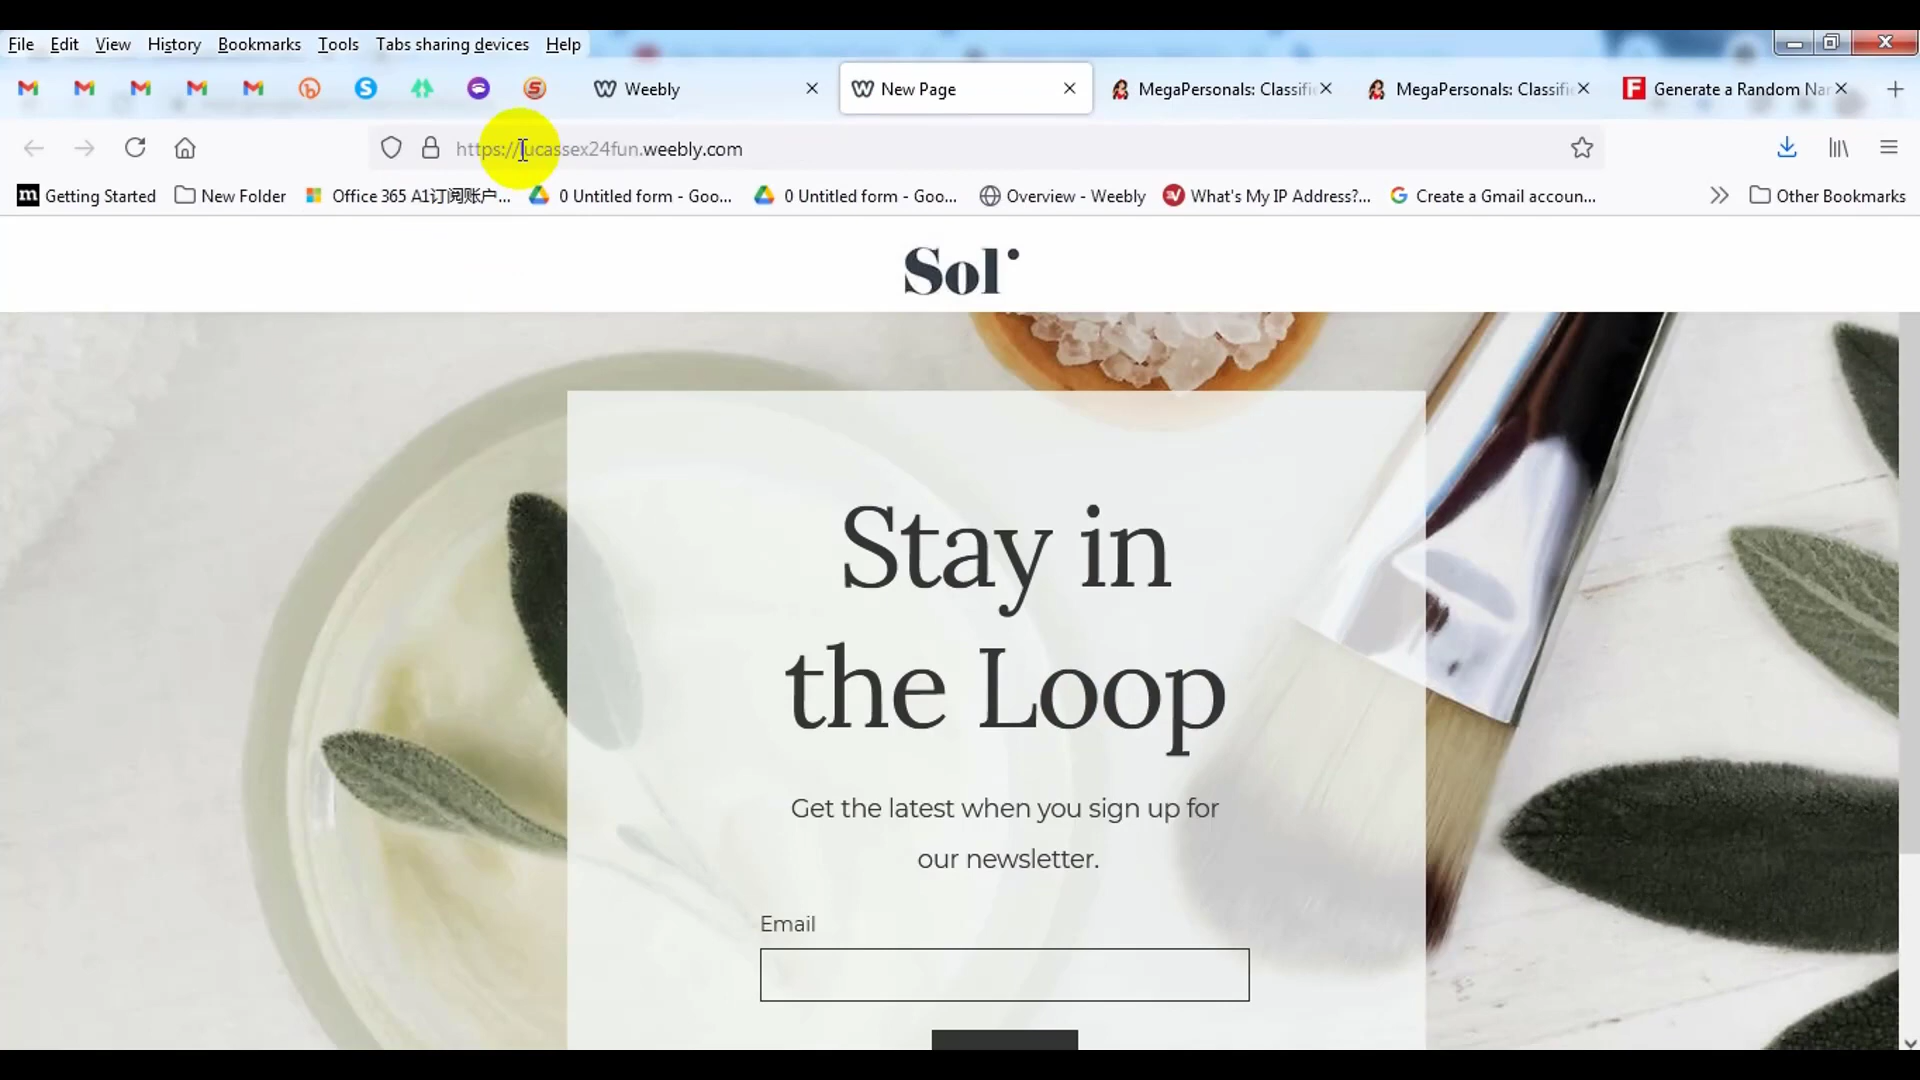 File Edit View History Bookmarks Tools Tabs sharing devices Help
Weebly New Page MegaPersonals: Classifi MegaPersonals: Classifi Generate a Random Nar
https://lucassex24fun.weebly.com
Getting Started New Folder Office 365 A1订阅账户... 0 Untitled form - Goo... 0 Untitled form - Goo... Overview - Weebly What's My IP Address?... Create a Gmail accoun... Other Bookmarks
Sol
Stay in
the Loop
Get the latest when you sign up for
our newsletter.
Email